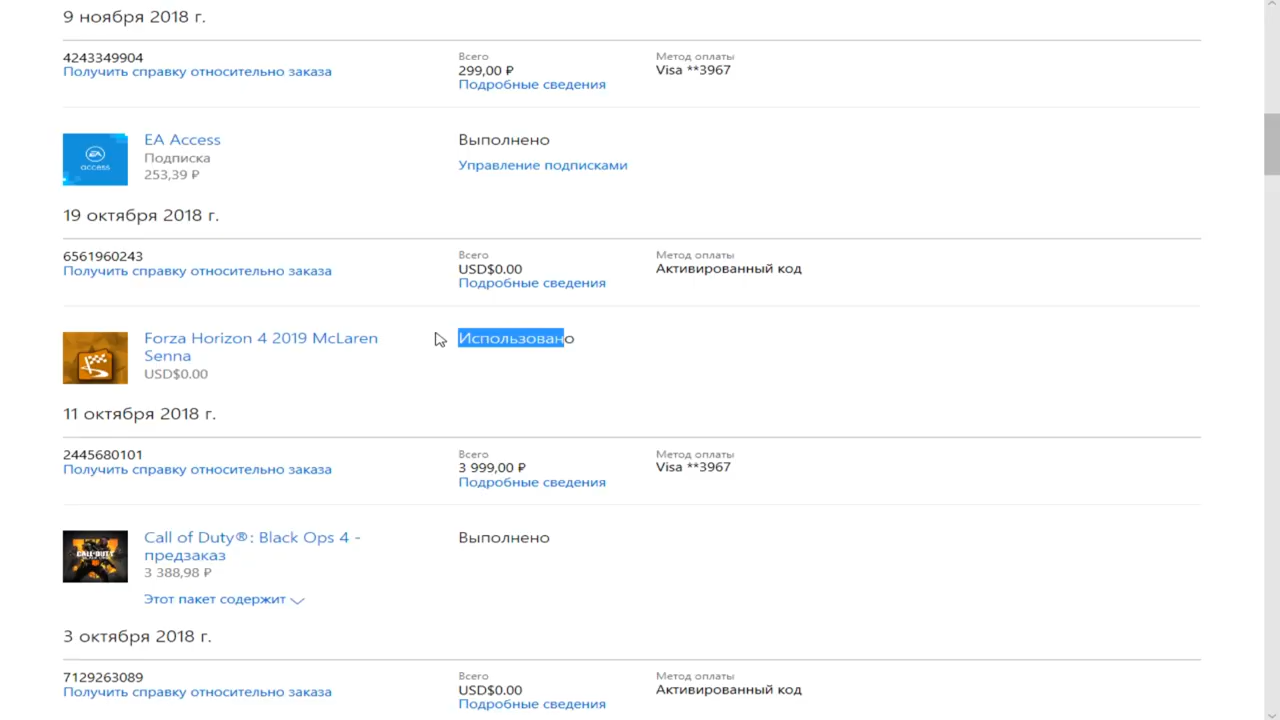 9 ноября 2018 г.
4243349904
Получить справку относительно заказа
Всего
299,00 ₽
Подробные сведения
Метод оплаты
Visa **3967
EA
access
EA Access
Подписка
253,39 ₽
Выполнено
Управление подписками
19 октября 2018 г.
6561960243
Получить справку относительно заказа
Всего
USD$0.00
Подробные сведения
Метод оплаты
Активированный код
Forza Horizon 4 2019 McLaren
Senna
USD$0.00
Использовано
11 октября 2018 г.
2445680101
Получить справку относительно заказа
Всего
3 999,00 ₽
Подробные сведения
Метод оплаты
Visa **3967
CALL OF DUTY
Call of Duty®: Black Ops 4 -
предзаказ
3 388,98 ₽
Этот пакет содержит
Выполнено
3 октября 2018 г.
7129263089
Получить справку относительно заказа
Всего
USD$0.00
Подробные сведения
Метод оплаты
Активированный код